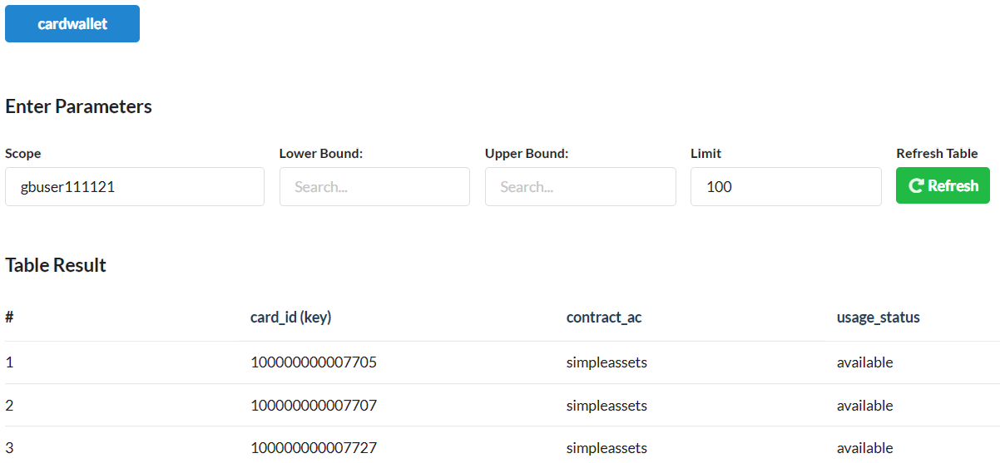 cardwallet
Enter Parameters
Scope Lower Bound: Upper Bound: Limit Refresh Table
gbuser111121 Search... Search... 100 Refresh
Table Result
# card_id (key) contract_ac usage_status
1 100000000007705 simpleassets available
2 100000000007707 simpleassets available
3 100000000007727 simpleassets available